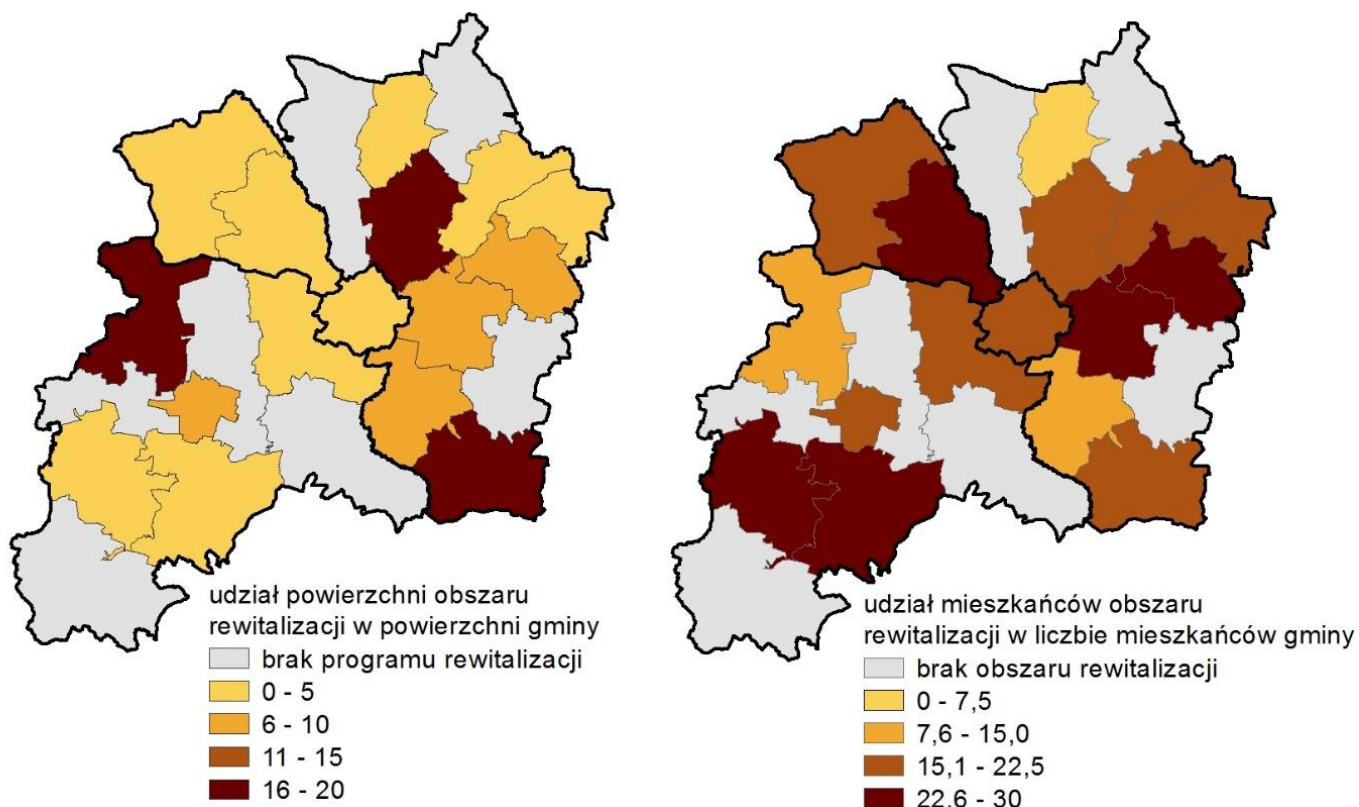 udział powierzchni obszaru
rewitalizacji w powierzchni gminy
brak programu rewitalizacji
0 - 5
6 - 10
11 - 15
16 - 20
udział mieszkańców obszaru
rewitalizacji w liczbie mieszkańców gminy
brak obszaru rewitalizacji
0 - 7,5
7,6 - 15,0
15,1 - 22,5
22,6 - 30